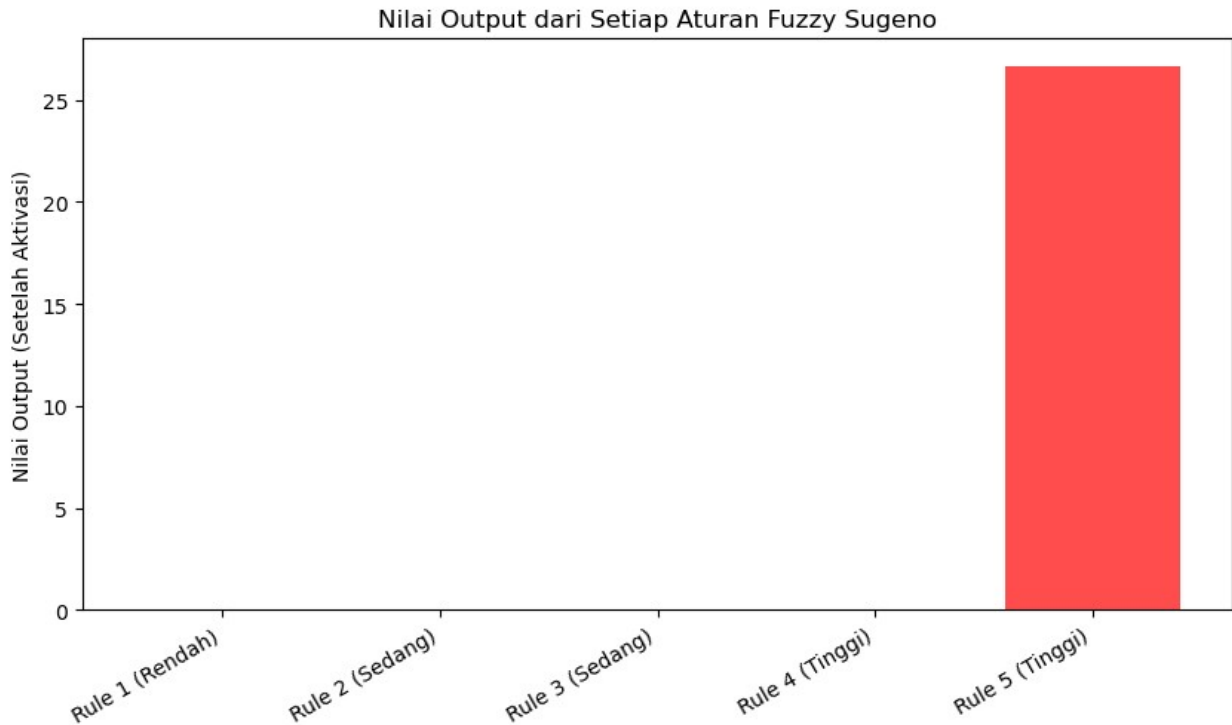 Nilai Output dari Setiap Aturan Fuzzy Sugeno
Nilai Output (Setelah Aktivasi)
25
20
15
10
5
0
Rule 1 (Rendah)
Rule 2 (Sedang)
Rule 3 (Sedang)
Rule 4 (Tinggi)
Rule 5 (Tinggi)